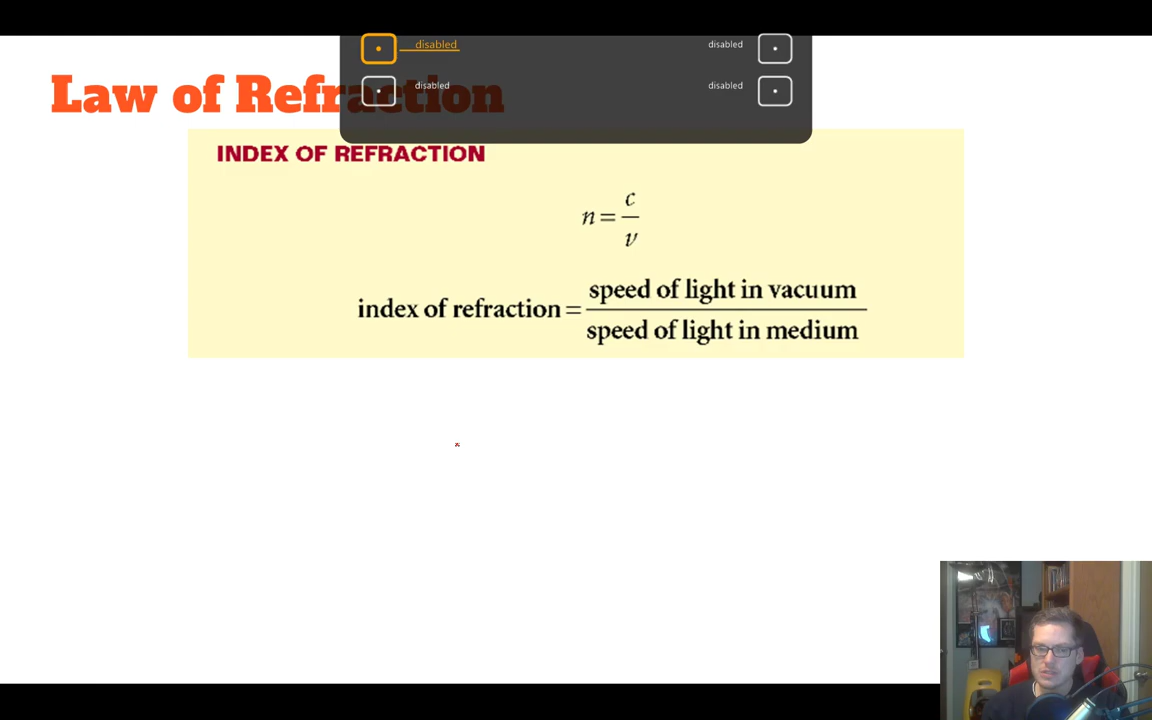 disabled
disabled
disabled
disabled
Law of Refraction
INDEX OF REFRACTION
n = c
v
index of refraction = speed of light in vacuum
speed of light in medium